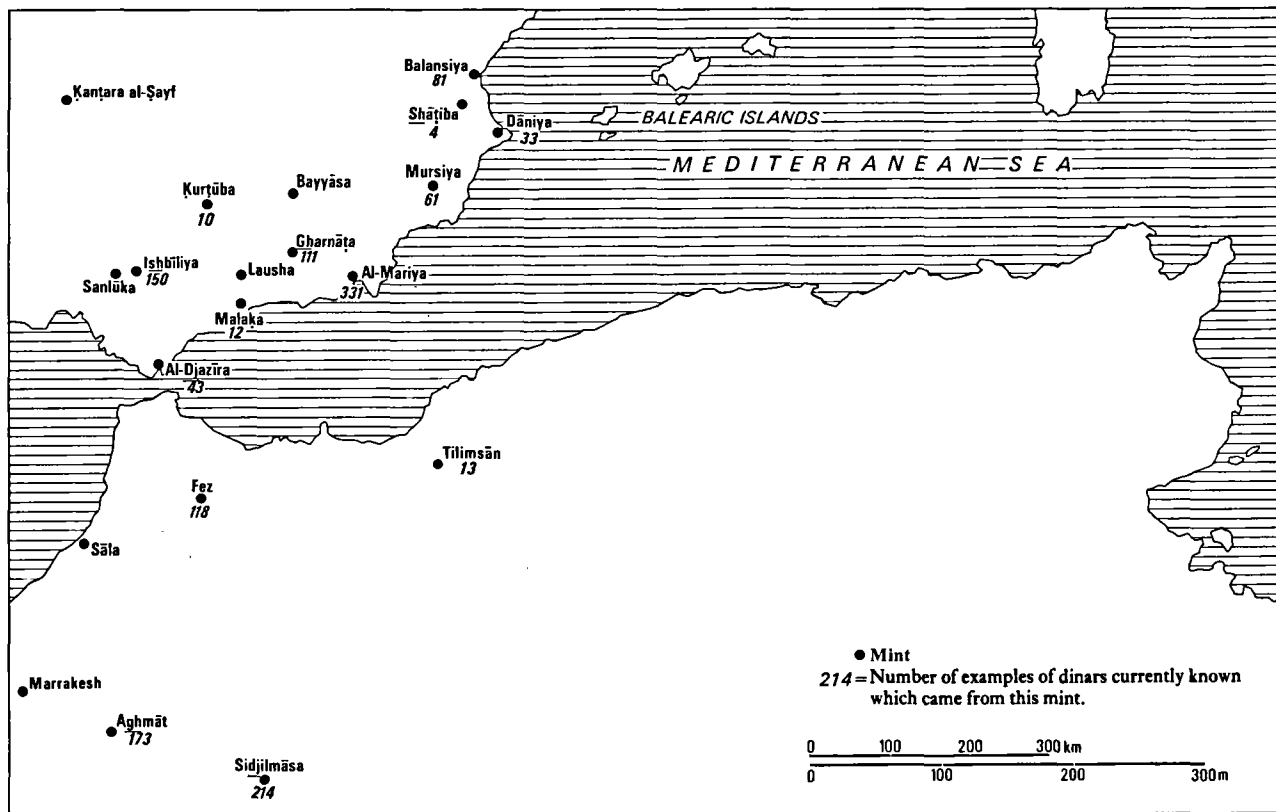 Balansiya
81
Ḳanṭara al-Ṣayf
Shāṭiba
4
BALEARIC ISLANDS
Dāniya
33
MEDITERRANEAN SEA
Mursiya
61
Bayyāsa
Ḳurṭūba
10
Gharnāṭa
111
Ishbīliya
150
Sanlūka
Lausha
Al-Mariya
331
Malaḳa
12
Al-Djazīra
43
Tilimsān
13
Fez
118
Sāla
Marrakesh
Aghmāt
173
Sidjilmāsa
214
Mint
214=Number of examples of dinars currently known
which came from this mint.
0 100 200 300 km
0 100 200 300 m